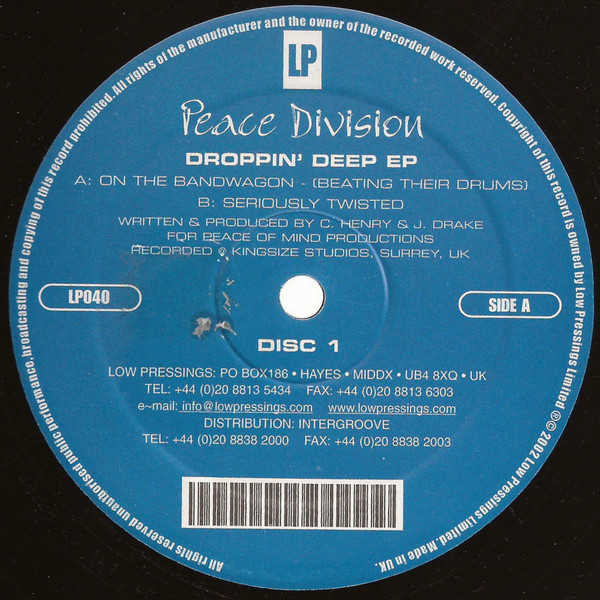 LP
Peace Division
DROPPIN' DEEP EP
A: ON THE BANDWAGON - (BEATING THEIR DRUMS)
B: SERIOUSLY TWISTED
WRITTEN & PRODUCED BY C. HENRY & J. DRAKE
FOR PEACE OF MIND PRODUCTIONS
RECORDED @ KINGSIZE STUDIOS, SURREY, UK
LP040
SIDE A
DISC 1
LOW PRESSINGS: PO BOX186 • HAYES • MIDDX • UB4 8XQ • UK
TEL: +44 (0)20 8813 5434 FAX: +44 (0)20 8813 6303
e~mail: info@lowpressings.com www.lowpressings.com
DISTRIBUTION: INTERGROOVE
TEL: +44 (0)20 8838 2000 FAX: +44 (0)20 8838 2003
All rights reserved unauthorised public performance, broadcasting and copying of this record prohibited. All rights of the manufacturer and the owner of the recorded work reserved. Copyright of this record is owned by Low Pressings Limited ℗© 2002 Low Pressings Limited. Made in UK.